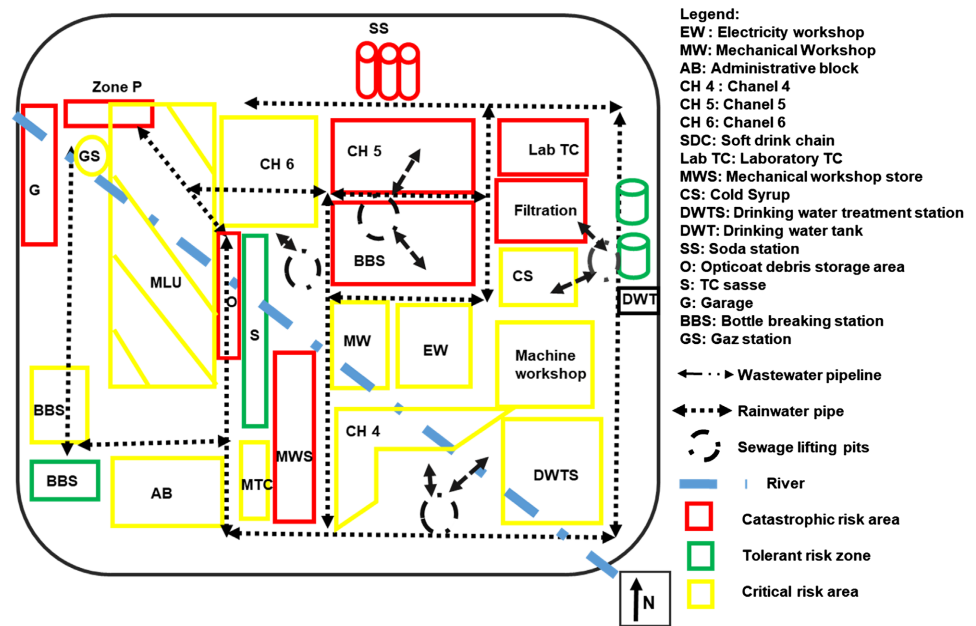 SS
Zone P
GS
G
CH 6
CH 5
Lab TC
Filtration
BBS
CS
MLU
O
S
DWT
MW
EW
Machine
workshop
BBS
CH 4
MWS
BBS
AB
MTC
DWTS
N
Legend:
EW : Electricity workshop
MW: Mechanical Workshop
AB: Administrative block
CH 4 : Chanel 4
CH 5: Chanel 5
CH 6: Chanel 6
SDC: Soft drink chain
Lab TC: Laboratory TC
MWS: Mechanical workshop store
CS: Cold Syrup
DWTS: Drinking water treatment station
DWT: Drinking water tank
SS: Soda station
O: Opticoat debris storage area
S: TC sasse
G: Garage
BBS: Bottle breaking station
GS: Gaz station
Wastewater pipeline
Rainwater pipe
Sewage lifting pits
River
Catastrophic risk area
Tolerant risk zone
Critical risk area